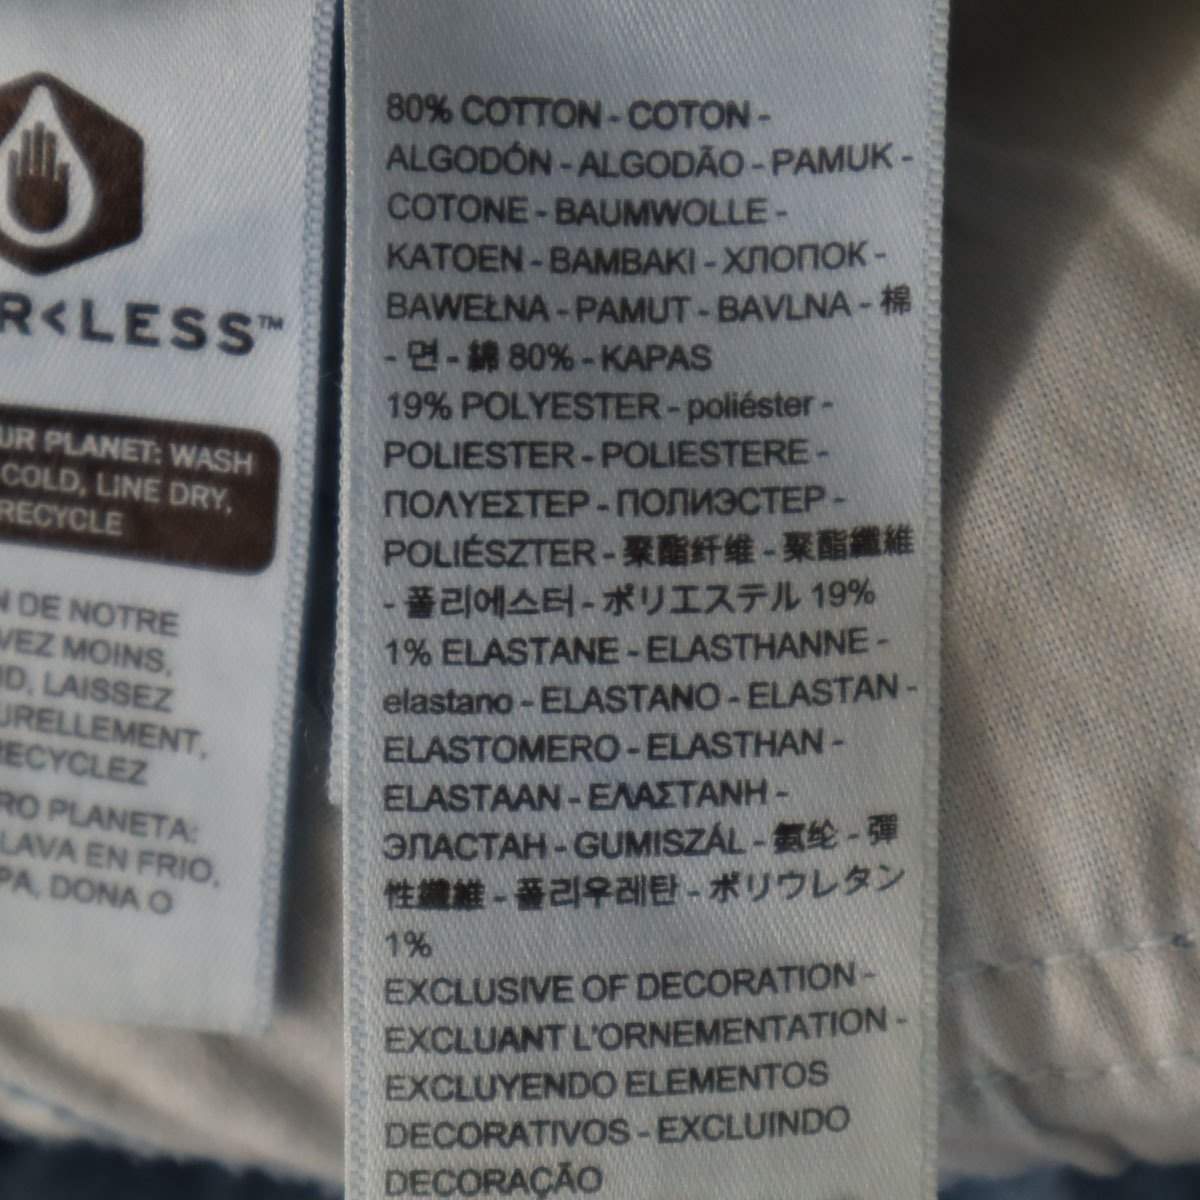 R<LESS™
UR PLANET: WASH
COLD, LINE DRY,
RECYCLE
N DE NOTRE
VEZ MOINS,
ID, LAISSEZ
URELLEMENT,
RECYCLEZ
RO PLANETA:
LAVA EN FRIO,
PA, DONA O
80% COTTON - COTON -
ALGODÓN - ALGODÃO - PAMUK -
COTONE - BAUMWOLLE -
KATOEN - BAMBAKI - ХЛОПОК -
BAWEŁNA - PAMUT - BAVLNA - 棉
- 면 - 綿 80% - KAPAS
19% POLYESTER - poliéster -
POLIESTER - POLIESTERE -
ΠΟΛΥΕΣΤΕΡ - ПОЛИЭСТЕР -
POLIÉSZTER - 聚酯纤维 - 聚酯纖維
- 폴리에스터 - ポリエステル 19%
1% ELASTANE - ELASTHANNE -
elastano - ELASTANO - ELASTAN -
ELASTOMERO - ELASTHAN -
ELASTAAN - ΕΛΑΣΤΑΝΗ -
ЭЛАСТАН - GUMISZÁL - 氨纶 - 彈
性纖維 - 폴리우레탄 - ポリウレタン
1%
EXCLUSIVE OF DECORATION -
EXCLUANT L'ORNEMENTATION -
EXCLUYENDO ELEMENTOS
DECORATIVOS - EXCLUINDO
DECORAÇÃO